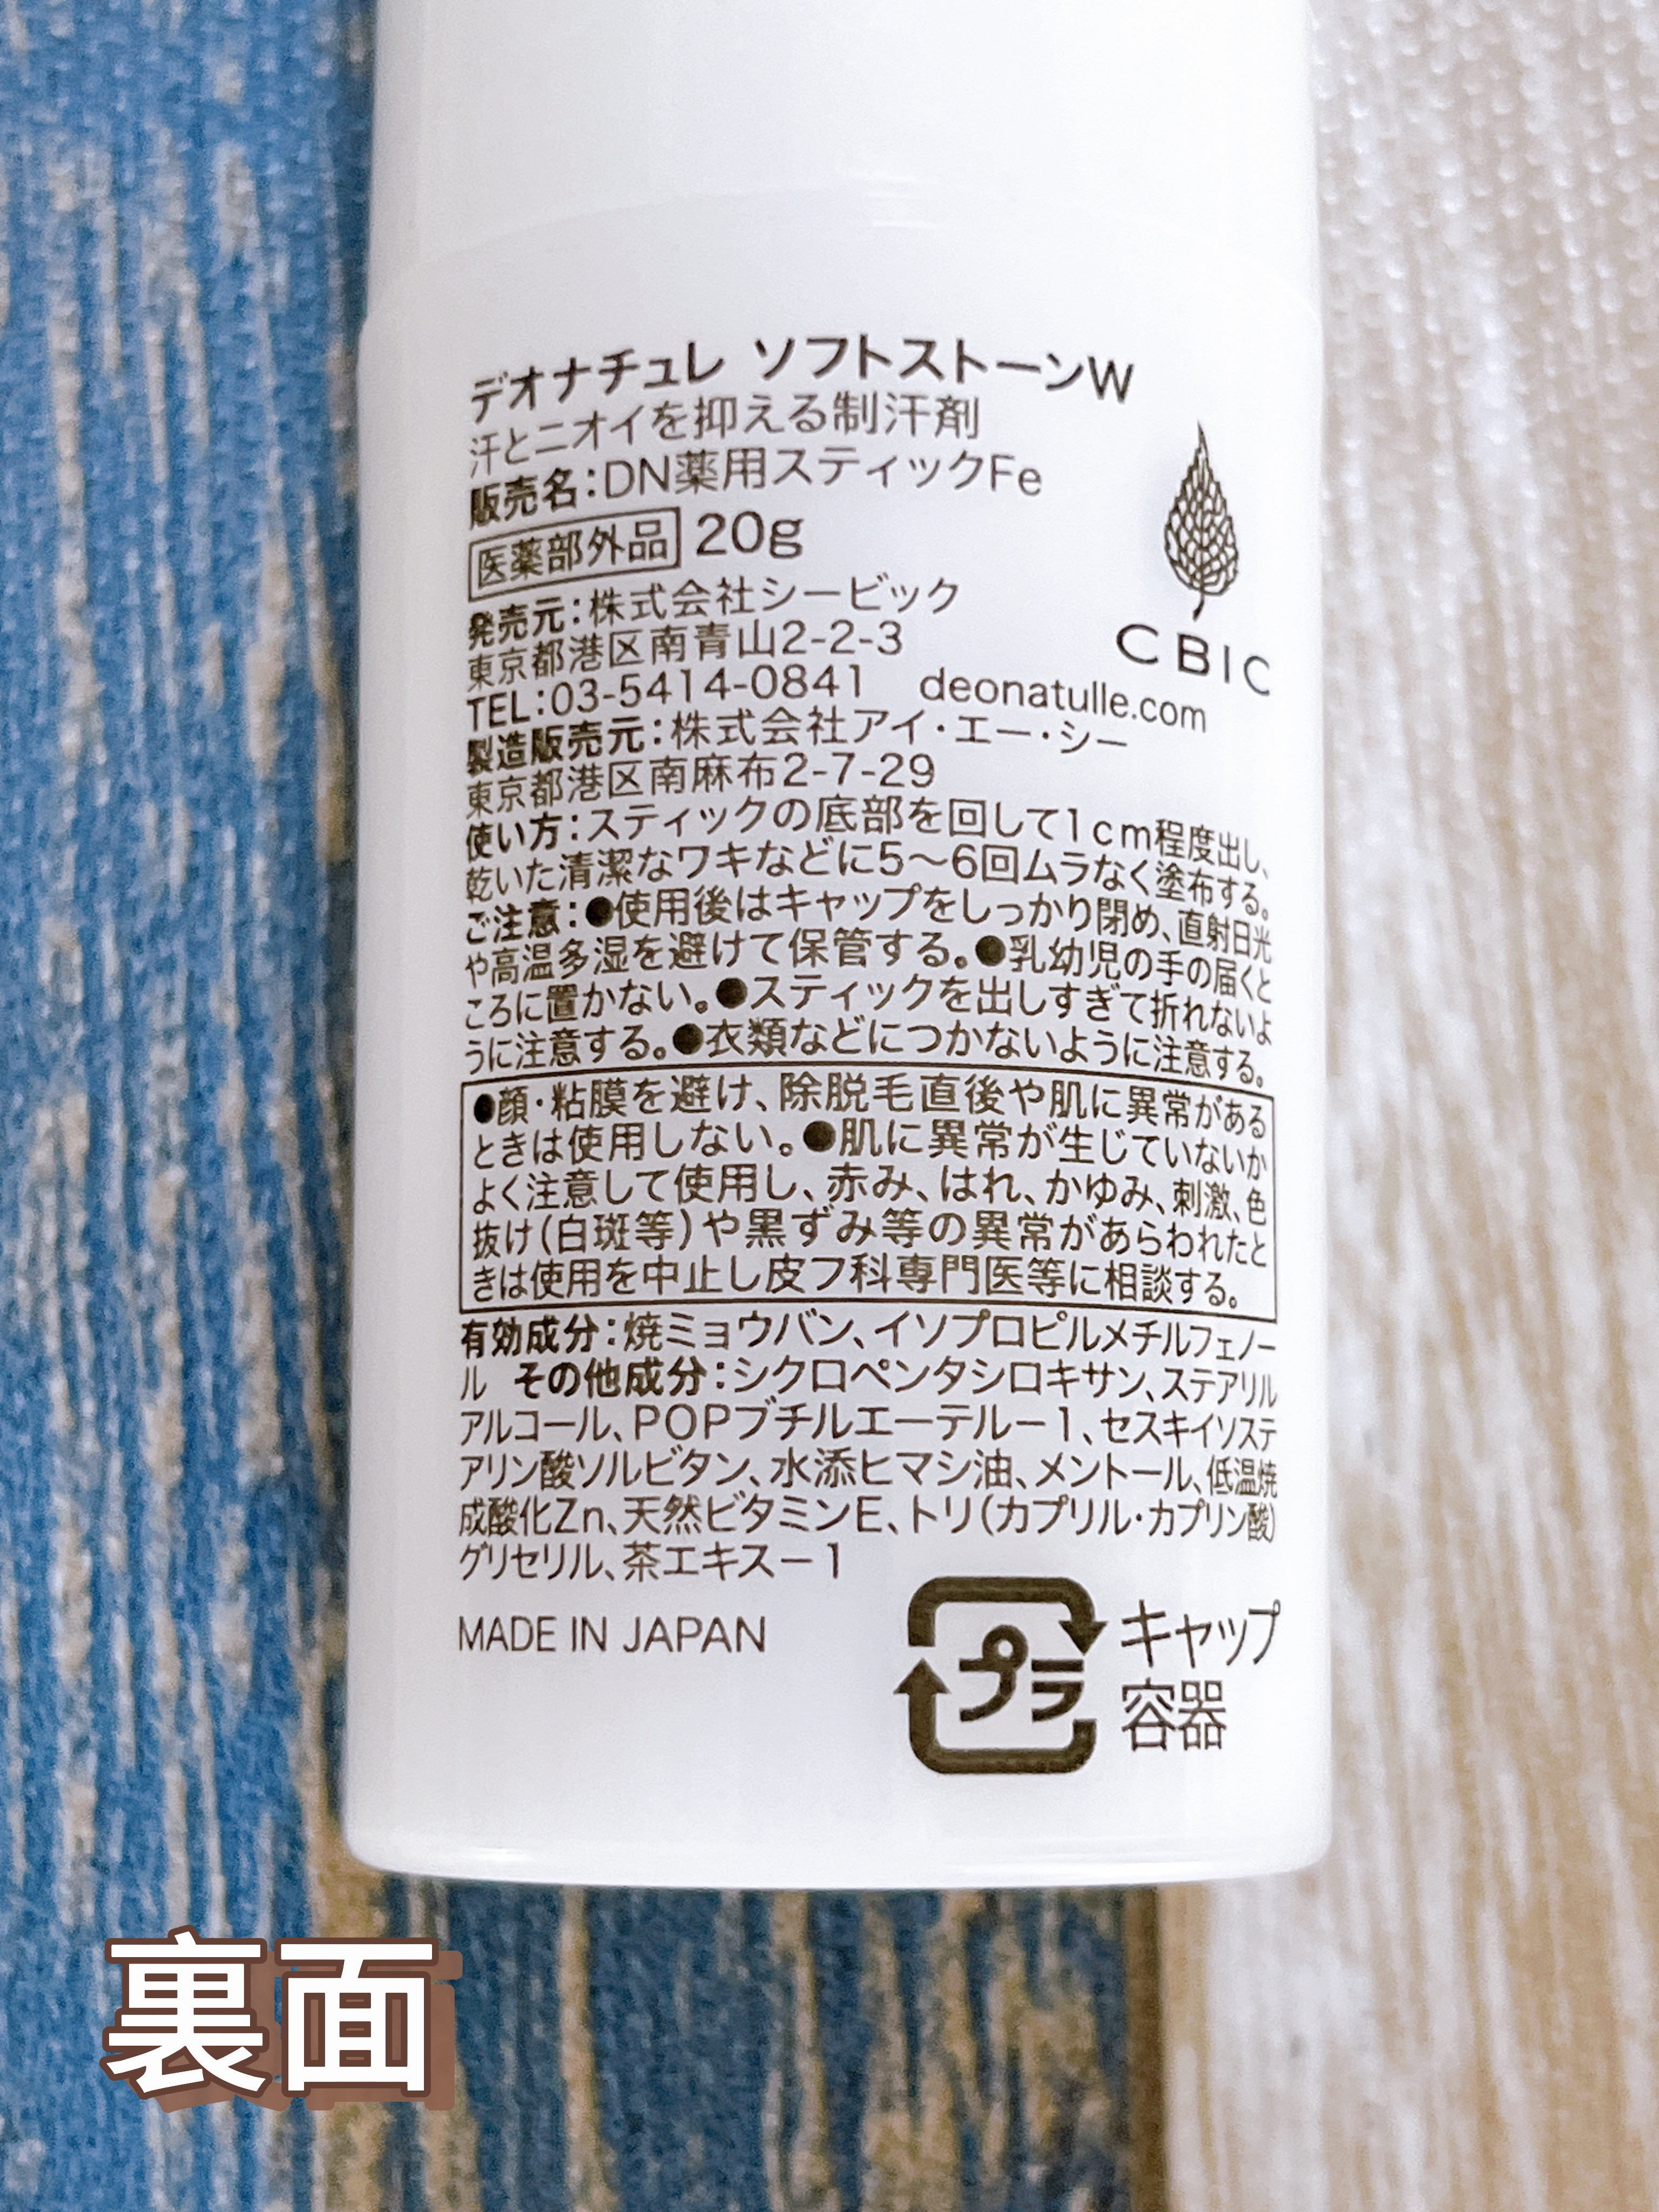 デオナチュレ ソフトストーンW
汗とニオイを抑える制汗剤
販売名:DN薬用スティックFe
医薬部外品 20g
発売元:株式会社シービック
東京都港区南青山2-2-3
CBIC
TEL:03-5414-0841 deonatulle.com
製造販売元:株式会社アイ・エー・シー
東京都港区南麻布2-7-29
使い方:スティックの底部を回して1cm程度出し、
乾いた清潔なワキなどに5〜6回ムラなく塗布する。
ご注意:●使用後はキャップをしっかり閉め、直射日光
や高温多湿を避けて保管する。●乳幼児の手の届くと
ころに置かない。●スティックを出しすぎて折れないよ
うに注意する。●衣類などにつかないように注意する。
●顔・粘膜を避け、除脱毛直後や肌に異常がある
ときは使用しない。●肌に異常が生じていないか
よく注意して使用し、赤み、はれ、かゆみ、刺激、色
抜け(白斑等)や黒ずみ等の異常があらわれたと
きは使用を中止し皮フ科専門医等に相談する。
有効成分:焼ミョウバン、イソプロピルメチルフェノー
ル その他成分:シクロペンタシロキサン、ステアリル
アルコール、POPブチルエーテル−1、セスキイソステ
アリン酸ソルビタン、水添ヒマシ油、メントール、低温焼
成酸化Zn、天然ビタミンE、トリ(カプリル・カプリン酸)
グリセリル、茶エキス−1
MADE IN JAPAN
プラ
キャップ
容器
裏面